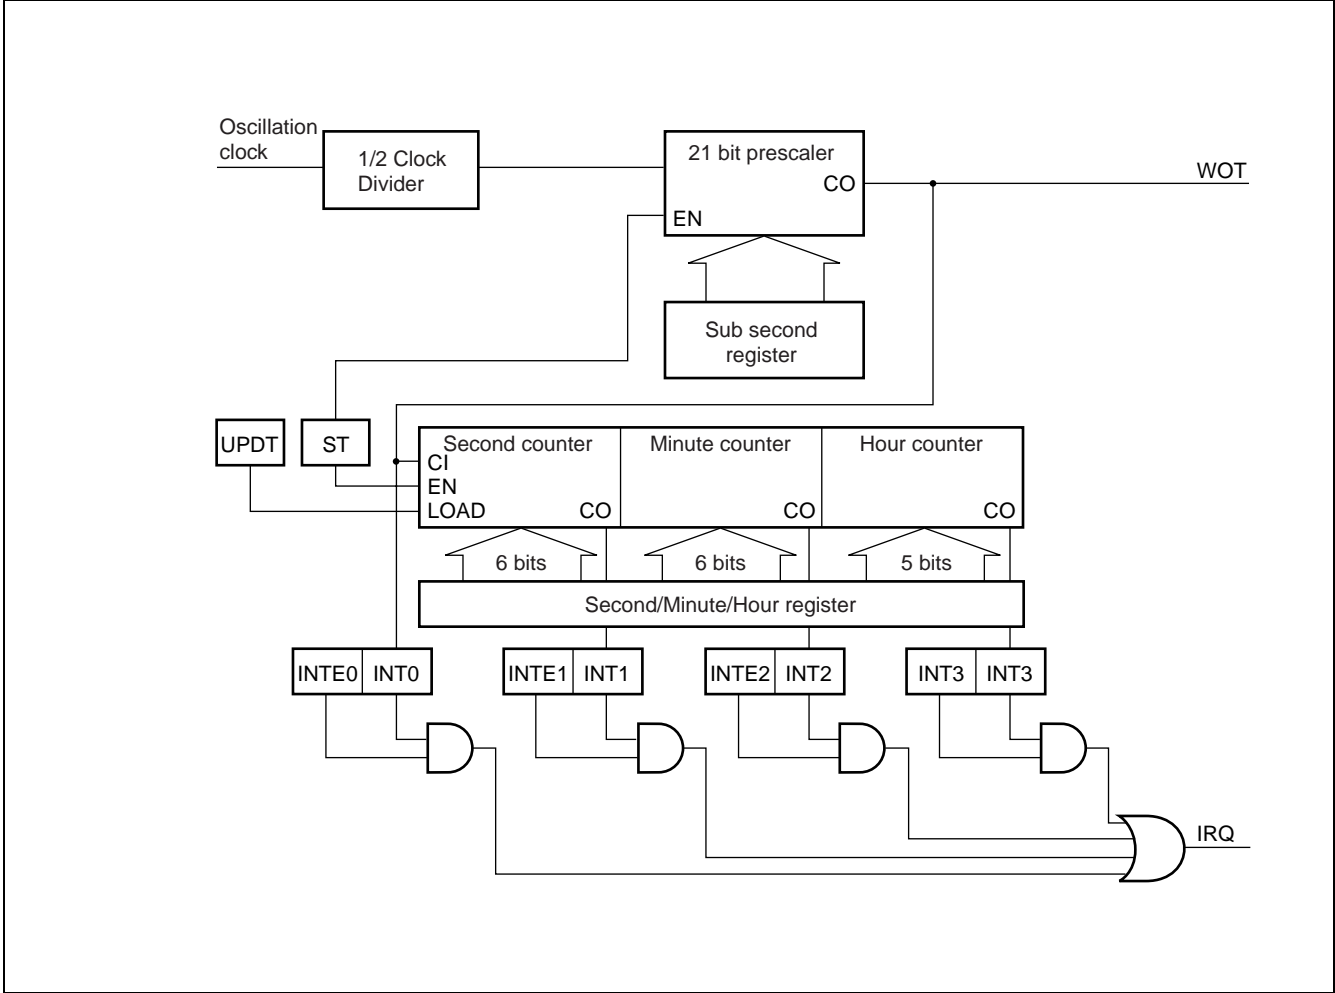 Oscillation
clock
1/2 Clock
Divider
21 bit prescaler
CO
EN
WOT
Sub second
register
UPDT
ST
Second counter
Minute counter
Hour counter
CI
EN
LOAD
CO
CO
CO
6 bits
6 bits
5 bits
Second/Minute/Hour register
INTE0
INT0
INTE1
INT1
INTE2
INT2
INT3
INT3
IRQ